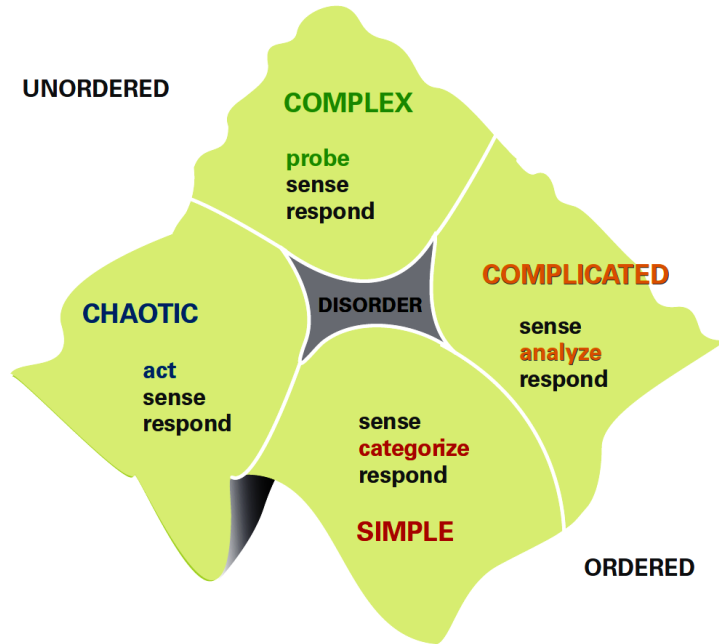 UNORDERED
COMPLEX
probe
sense
respond
COMPLICATED
sense
analyze
respond
DISORDER
CHAOTIC
act
sense
respond
sense
categorize
respond
SIMPLE
ORDERED